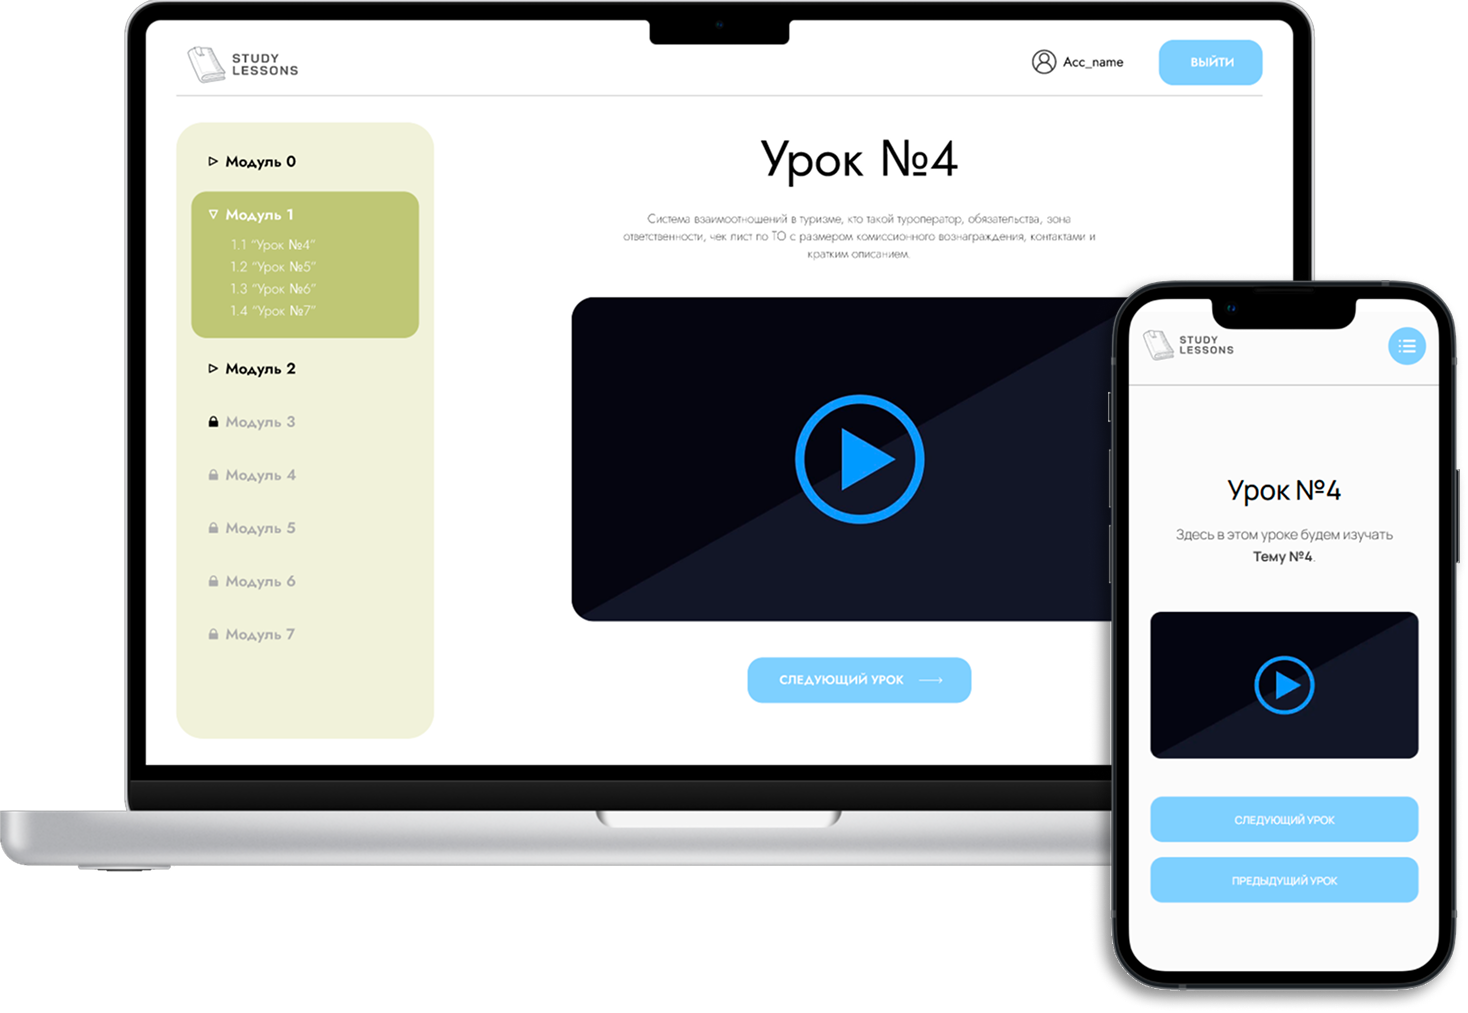 STUDY
LESSONS
Acc_name
ВЫЙТИ
Модуль 0
Модуль 1
1.1 “Урок №4”
1.2 “Урок №5”
1.3 “Урок №6”
1.4 “Урок №7”
Модуль 2
Модуль 3
Модуль 4
Модуль 5
Модуль 6
Модуль 7
Урок №4
Система взаимоотношений в туризме, кто такой туроператор, обязательства, зона
ответственности, чек лист по ТО с размером комиссионного вознаграждения, контактами и
кратким описанием.
СЛЕДУЮЩИЙ УРОК
STUDY
LESSONS
Урок №4
Здесь в этом уроке будем изучать
Тему №4.
СЛЕДУЮЩИЙ УРОК
ПРЕДЫДУЩИЙ УРОК